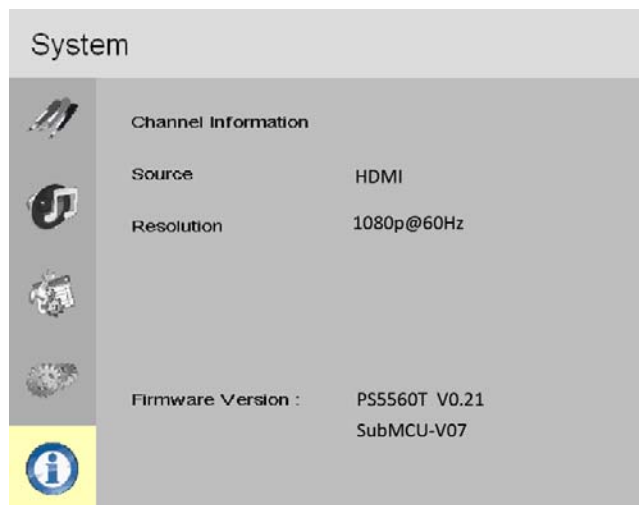 System
Channel Information
Source HDMI
Resolution 1080p@60Hz
Firmware Version : PS5560T V0.21
SubMCU-V07